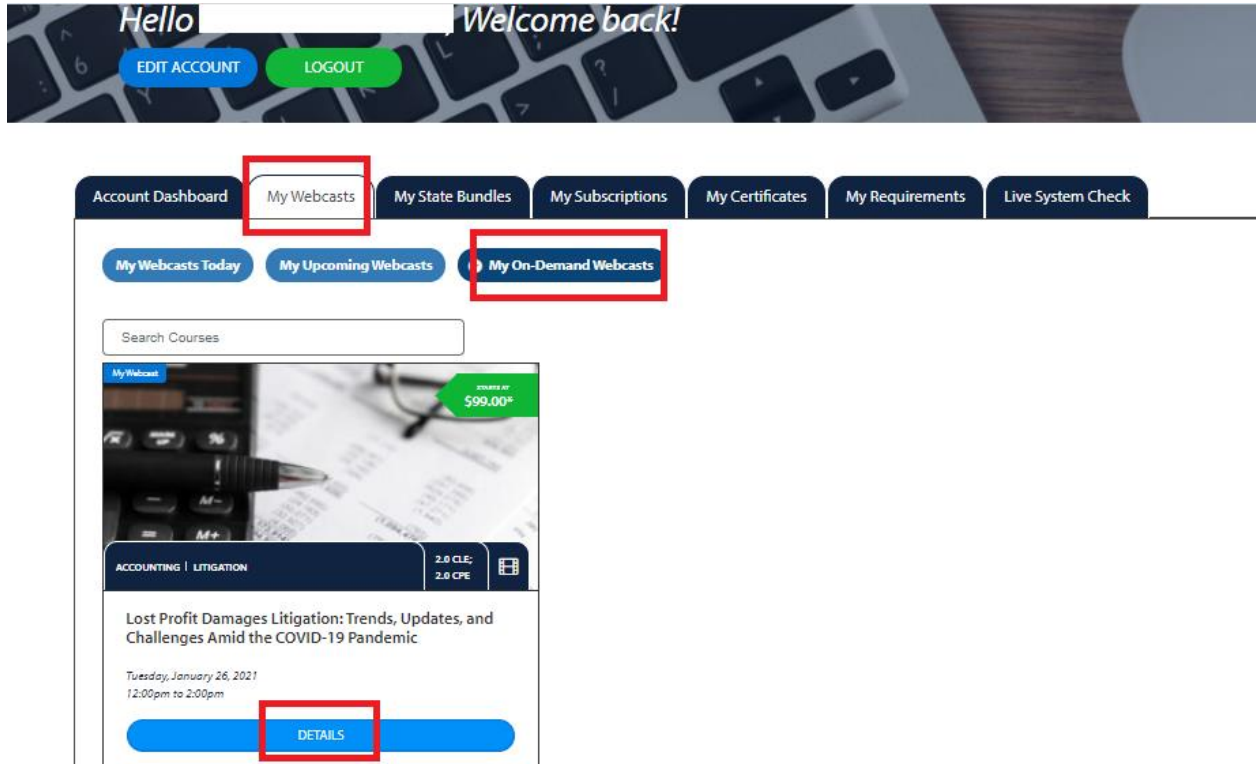 Hello , Welcome back!
EDIT ACCOUNT LOGOUT
Account Dashboard My Webcasts My State Bundles My Subscriptions My Certificates My Requirements Live System Check
My Webcasts Today My Upcoming Webcasts My On-Demand Webcasts
Search Courses
My Webcast
STARTS AT
$99.00*
MARK UP %
M-
= M+
ACCOUNTING | LITIGATION
2.0 CLE;
2.0 CPE
Lost Profit Damages Litigation: Trends, Updates, and
Challenges Amid the COVID-19 Pandemic
Tuesday, January 26, 2021
12:00pm to 2:00pm
DETAILS